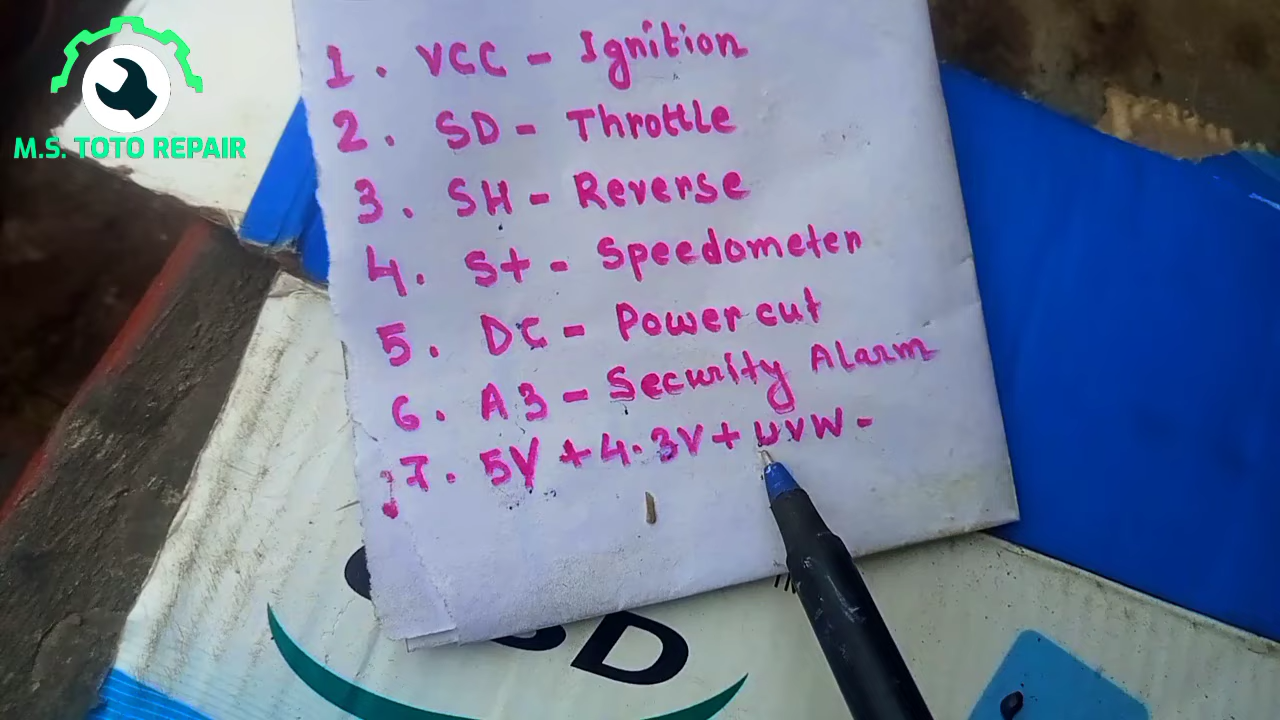 M.S. TOTO REPAIR
1. VCC - Ignition
2. SD - Throttle
3. SH - Reverse
4. St - Speedometer
5. DC - Power cut
6. A3 - Security Alarm
7. 5V + 4.3V + UVW -
D